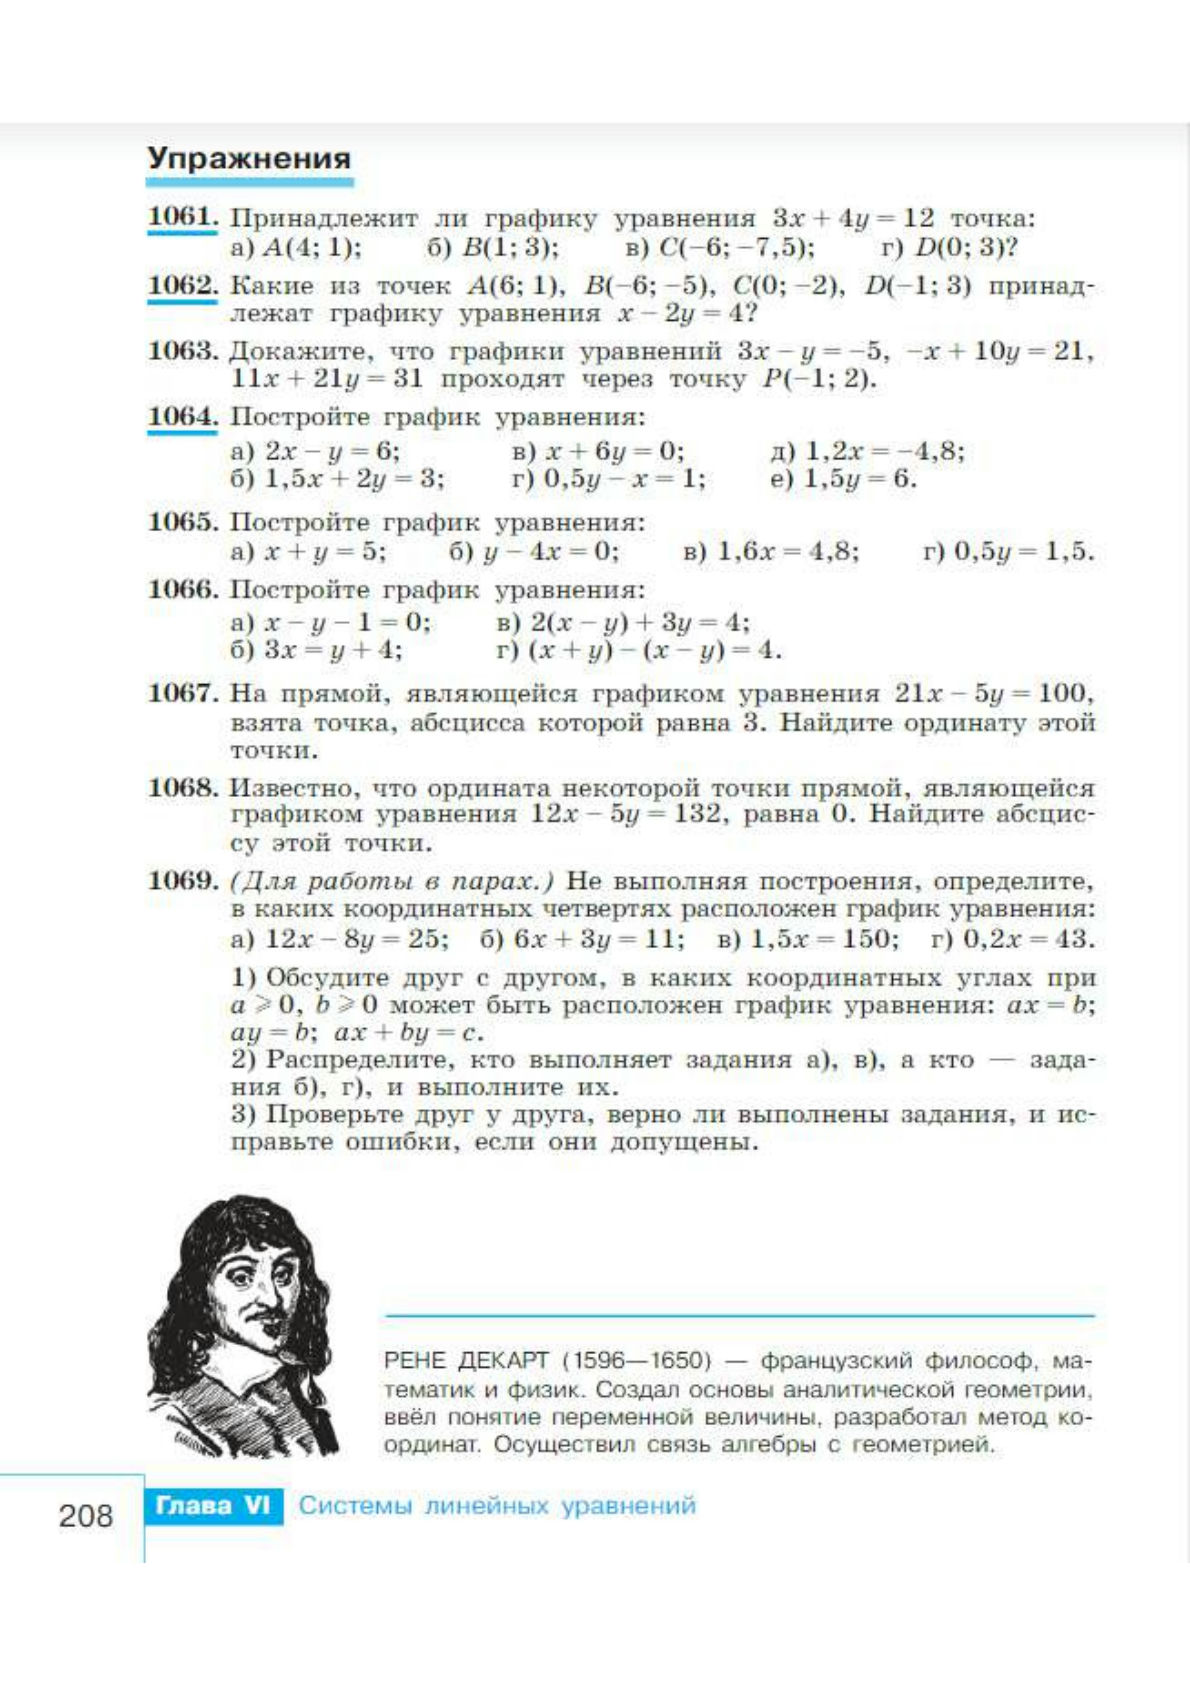 Упражнения
1061. Принадлежит ли графику уравнения 3x + 4y = 12 точка:
а) A(4; 1); б) B(1; 3); в) C(−6; −7,5); г) D(0; 3)?
1062. Какие из точек A(6; 1), B(−6; −5), C(0; −2), D(−1; 3) принад-
лежат графику уравнения x − 2y = 4?
1063. Докажите, что графики уравнений 3x − y = −5, −x + 10y = 21,
11x + 21y = 31 проходят через точку P(−1; 2).
1064. Постройте график уравнения:
а) 2x − y = 6; в) x + 6y = 0; д) 1,2x = −4,8;
б) 1,5x + 2y = 3; г) 0,5y − x = 1; е) 1,5y = 6.
1065. Постройте график уравнения:
а) x + y = 5; б) y − 4x = 0; в) 1,6x = 4,8; г) 0,5y = 1,5.
1066. Постройте график уравнения:
а) x − y − 1 = 0; в) 2(x − y) + 3y = 4;
б) 3x = y + 4; г) (x + y) − (x − y) = 4.
1067. На прямой, являющейся графиком уравнения 21x − 5y = 100,
взята точка, абсцисса которой равна 3. Найдите ординату этой
точки.
1068. Известно, что ордината некоторой точки прямой, являющейся
графиком уравнения 12x − 5y = 132, равна 0. Найдите абсцис-
су этой точки.
1069. (Для работы в парах.) Не выполняя построения, определите,
в каких координатных четвертях расположен график уравнения:
а) 12x − 8y = 25; б) 6x + 3y = 11; в) 1,5x = 150; г) 0,2x = 43.
1) Обсудите друг с другом, в каких координатных углах при
a ⩾ 0, b ⩾ 0 может быть расположен график уравнения: ax = b;
ay = b; ax + by = c.
2) Распределите, кто выполняет задания а), в), а кто — зада-
ния б), г), и выполните их.
3) Проверьте друг у друга, верно ли выполнены задания, и ис-
правьте ошибки, если они допущены.
РЕНЕ ДЕКАРТ (1596—1650) — французский философ, ма-
тематик и физик. Создал основы аналитической геометрии,
ввёл понятие переменной величины, разработал метод ко-
ординат. Осуществил связь алгебры с геометрией.
208 Глава VI Системы линейных уравнений